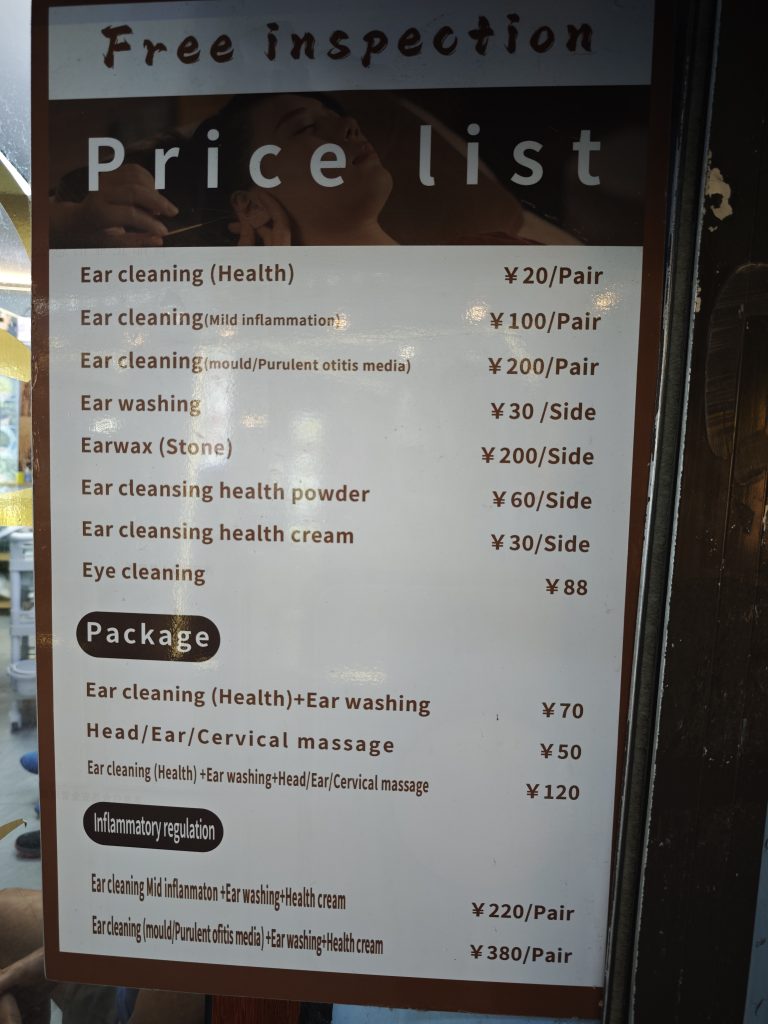 Free inspection
Price list
Ear cleaning (Health) ¥20/Pair
Ear cleaning(Mild inflammation) ¥100/Pair
Ear cleaning(mould/Purulent otitis media) ¥200/Pair
Ear washing ¥30 /Side
Earwax (Stone) ¥200/Side
Ear cleansing health powder ¥60/Side
Ear cleansing health cream ¥30/Side
Eye cleaning ¥88
Package
Ear cleaning (Health)+Ear washing ¥70
Head/Ear/Cervical massage ¥50
Ear cleaning (Health) +Ear washing+Head/Ear/Cervical massage ¥120
Inflammatory regulation
Ear cleaning Mid inflanmaton +Ear washing+Health cream ¥220/Pair
Ear cleaning (mould/Purulent ofitis media) +Ear washing+Health cream ¥380/Pair